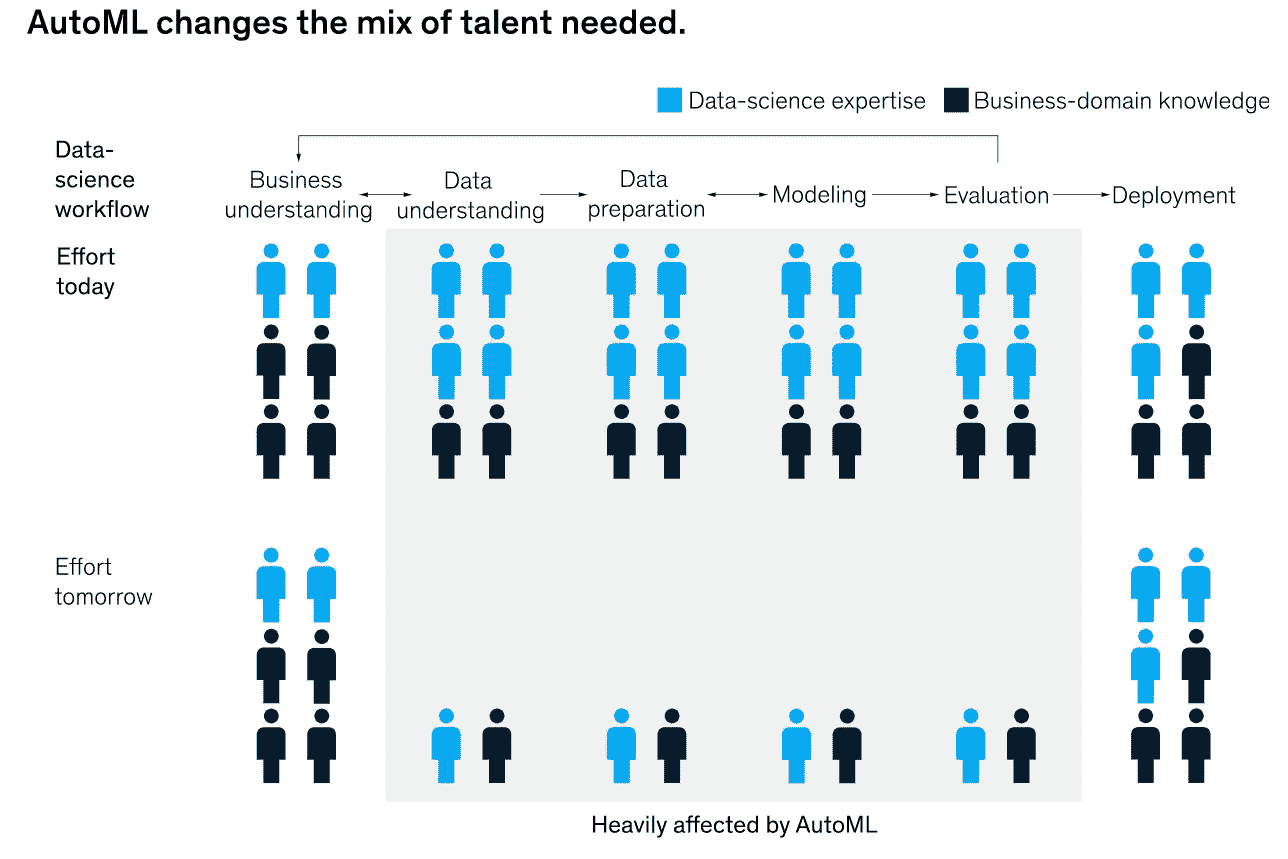 AutoML changes the mix of talent needed.
Data-science expertise
Business-domain knowledge
Data-
science
workflow
Business
understanding
Data
understanding
Data
preparation
Modeling
Evaluation
Deployment
Effort
today
Effort
tomorrow
Heavily affected by AutoML